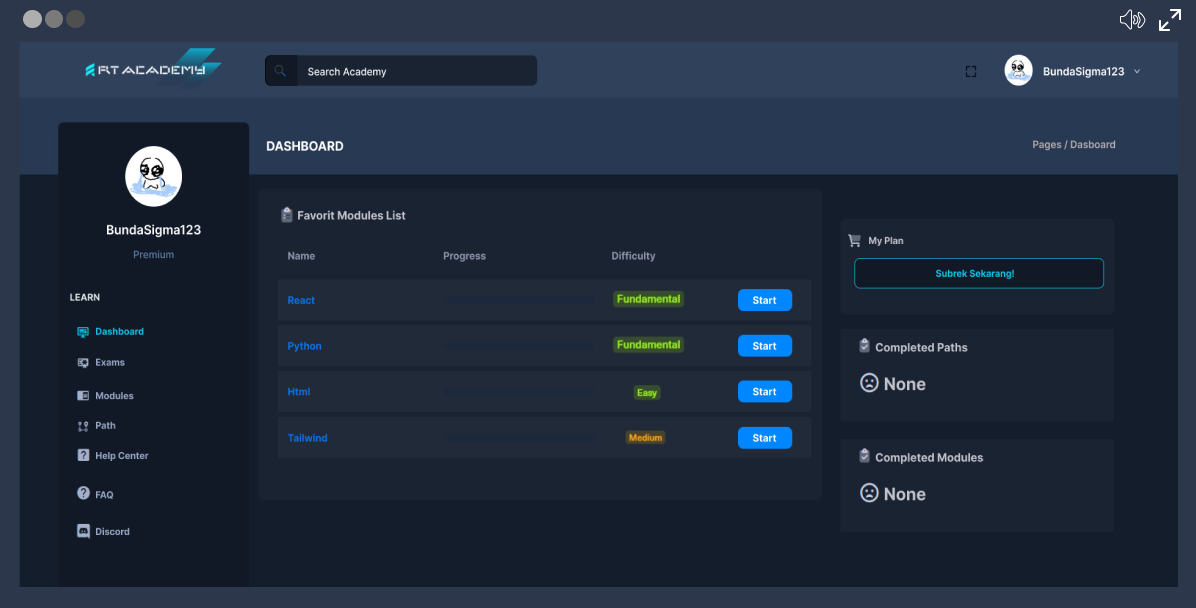 RT ACADEMY
Search Academy
BundaSigma123
DASHBOARD
Pages / Dasboard
BundaSigma123
Premium
LEARN
Dashboard
Exams
Modules
Path
Help Center
FAQ
Discord
Favorit Modules List
Name Progress Difficulty
React Fundamental Start
Python Fundamental Start
Html Easy Start
Tailwind Medium Start
My Plan
Subrek Sekarang!
Completed Paths
None
Completed Modules
None